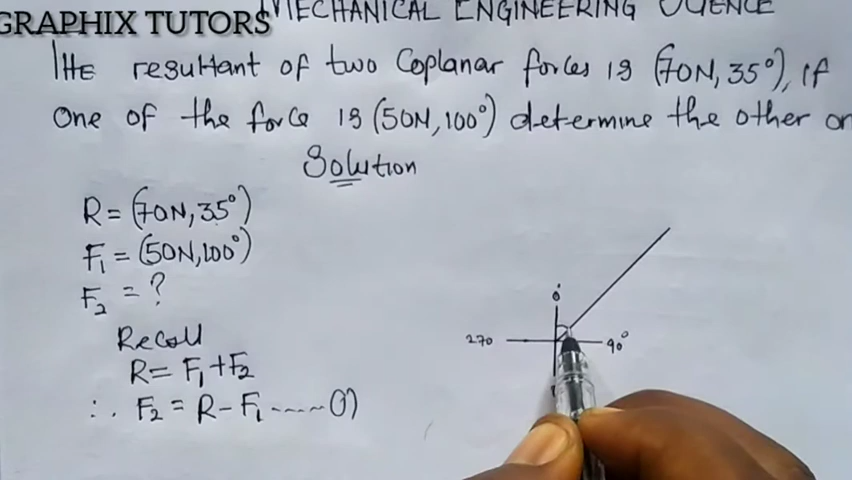 GRAPHIX TUTORS
MECHANICAL ENGINEERING SCIENCE
THE resultant of two Coplanar forces is (70N, 35°), if
One of the force is (50N, 100°) determine the other on
Solution
R = (70N, 35°)
F₁ = (50N, 100°)
F₂ = ?
Recall
R = F₁ + F₂
∴ F₂ = R - F₁ ----- 01)
0°
270
90°